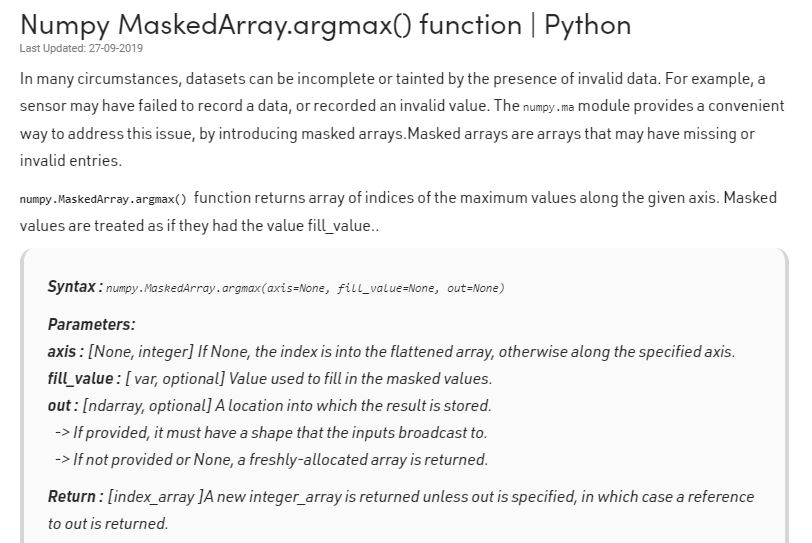 Numpy MaskedArray.argmax() function | Python
Last Updated: 27-09-2019
In many circumstances, datasets can be incomplete or tainted by the presence of invalid data. For example, a
sensor may have failed to record a data, or recorded an invalid value. The numpy.ma module provides a convenient
way to address this issue, by introducing masked arrays.Masked arrays are arrays that may have missing or
invalid entries.
numpy.MaskedArray.argmax() function returns array of indices of the maximum values along the given axis. Masked
values are treated as if they had the value fill_value..
Syntax : numpy.MaskedArray.argmax(axis=None, fill_value=None, out=None)
Parameters:
axis : [None, integer] If None, the index is into the flattened array, otherwise along the specified axis.
fill_value : [ var, optional] Value used to fill in the masked values.
out : [ndarray, optional] A location into which the result is stored.
-> If provided, it must have a shape that the inputs broadcast to.
-> If not provided or None, a freshly-allocated array is returned.
Return : [index_array ]A new integer_array is returned unless out is specified, in which case a reference
to out is returned.